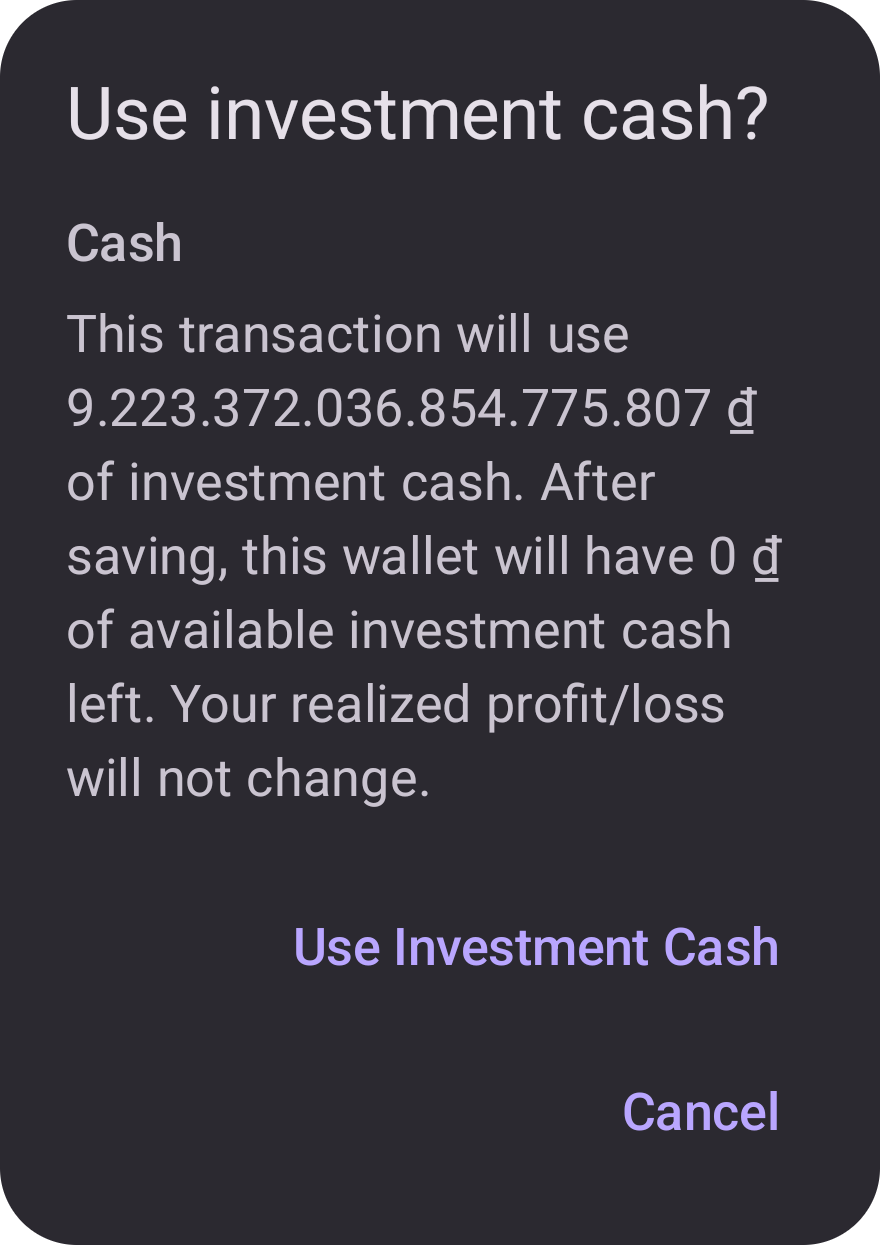 Use investment cash?
Cash
This transaction will use
9.223.372.036.854.775.807 ₫
of investment cash. After
saving, this wallet will have 0 ₫
of available investment cash
left. Your realized profit/loss
will not change.
Use Investment Cash
Cancel